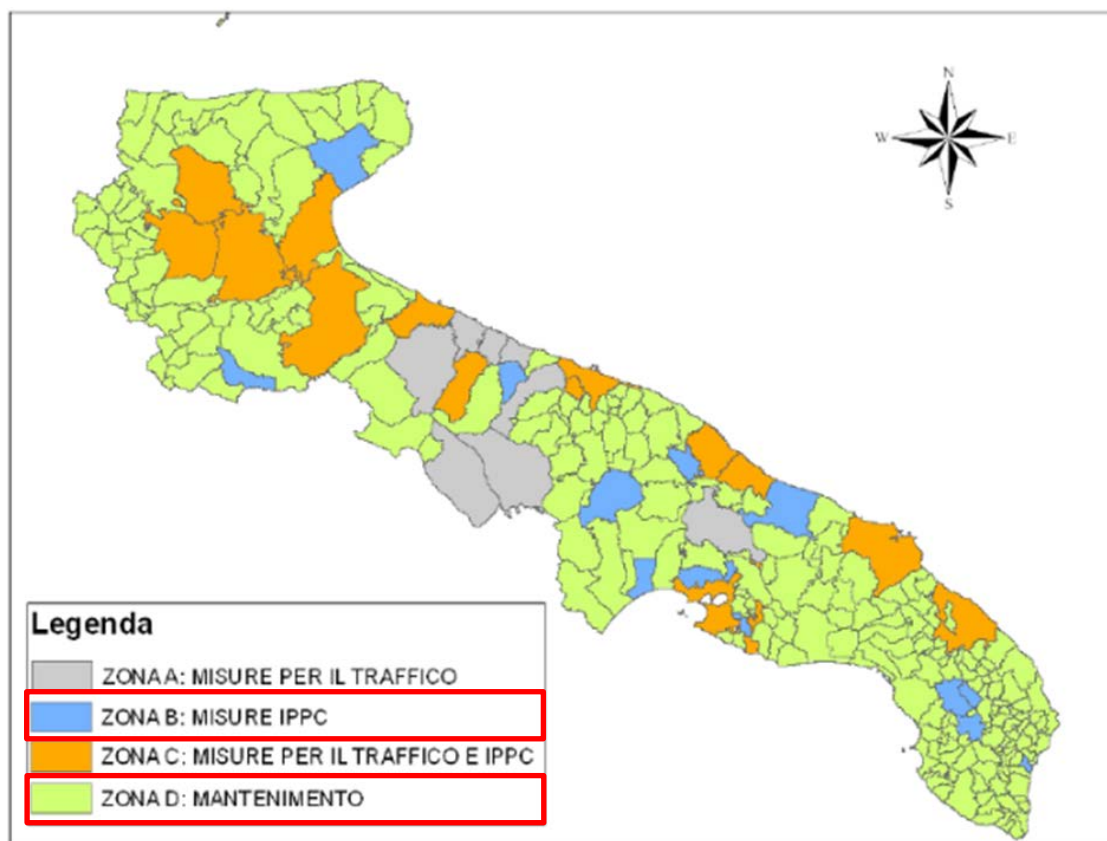 N
W E
S
Legenda
ZONA A: MISURE PER IL TRAFFICO
ZONA B: MISURE IPPC
ZONA C: MISURE PER IL TRAFFICO E IPPC
ZONA D: MANTENIMENTO